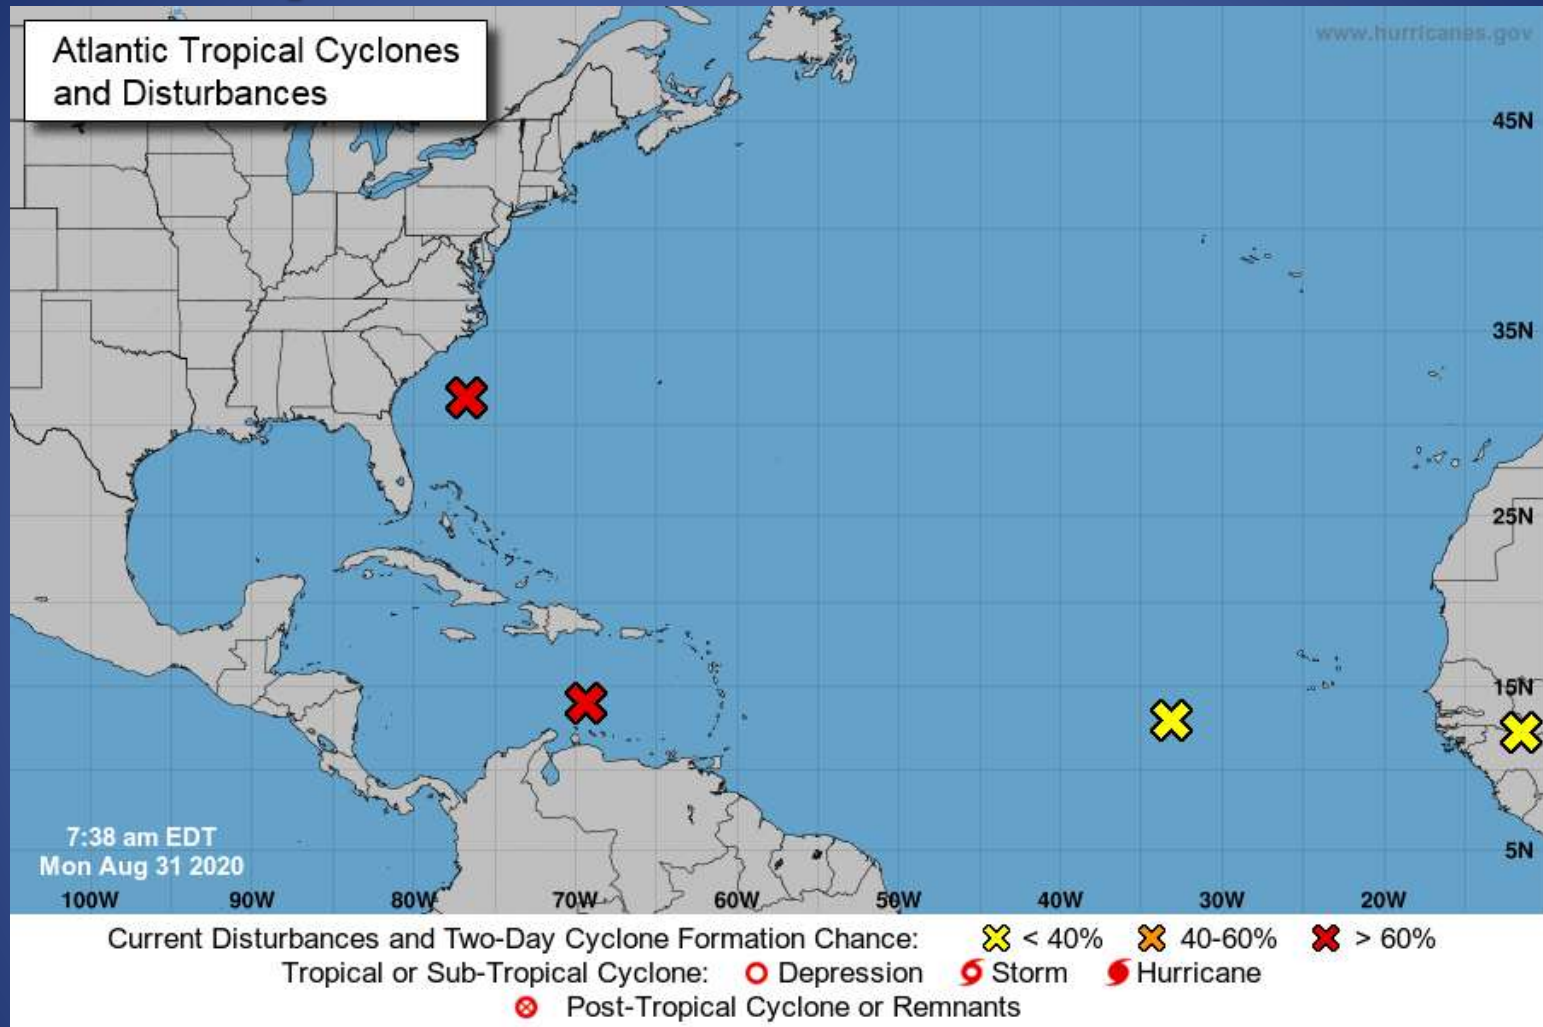 Atlantic Tropical Cyclones
and Disturbances
www.hurricanes.gov
45N
35N
25N
15N
5N
7:38 am EDT
Mon Aug 31 2020
100W 90W 80W 70W 60W 50W 40W 30W 20W
Current Disturbances and Two-Day Cyclone Formation Chance: < 40% 40-60% > 60%
Tropical or Sub-Tropical Cyclone: Depression Storm Hurricane
Post-Tropical Cyclone or Remnants